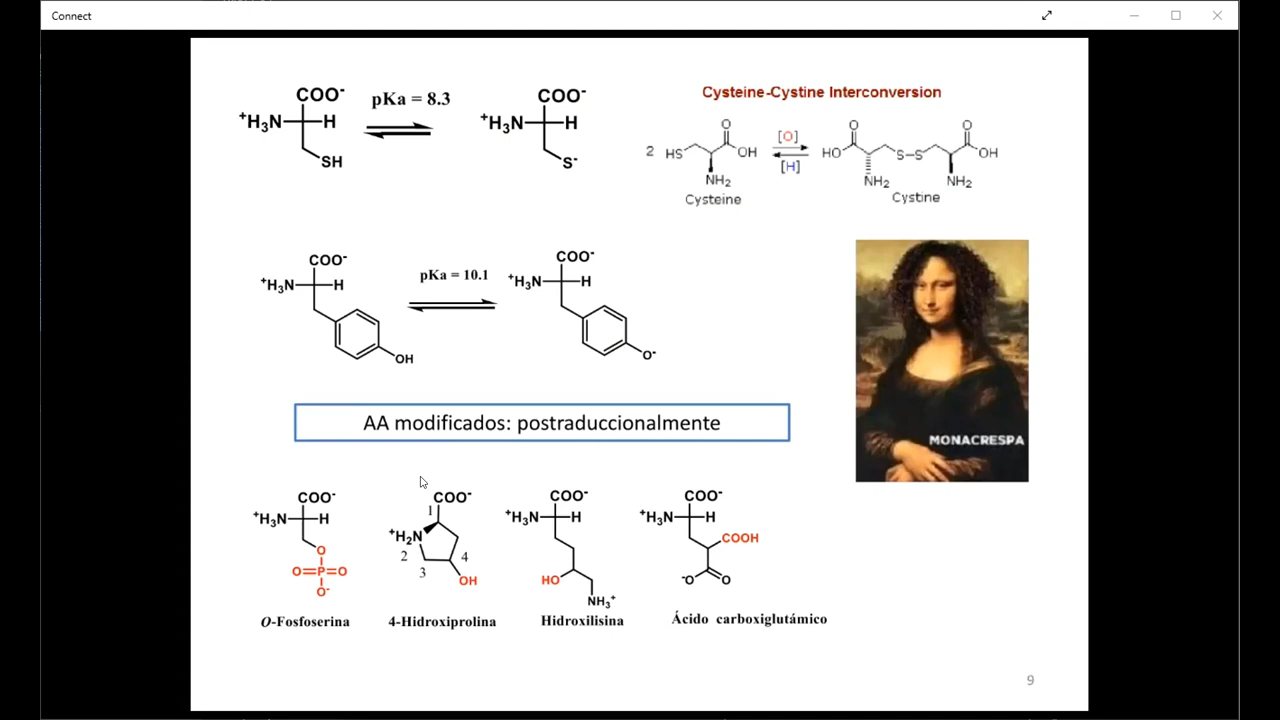 Connect
COO-
pKa = 8.3
+H3N
H
SH
COO-
+H3N
H
S-
Cysteine-Cystine Interconversion
2
HS
O
OH
NH2
Cysteine
[O]
[H]
HO
O
S-S
O
OH
NH2
NH2
Cystine
COO-
+H3N
H
OH
pKa = 10.1
COO-
+H3N
H
O-
MONACRESPA
AA modificados: postraduccionalmente
COO-
+H3N
H
O
O=P=O
O-
O-Fosfoserina
COO-
1
+H2N
2
3
4
OH
4-Hidroxiprolina
COO-
+H3N
H
HO
NH3+
Hidroxilisina
COO-
+H3N
H
COOH
-O
O
Ácido carboxiglutámico
9